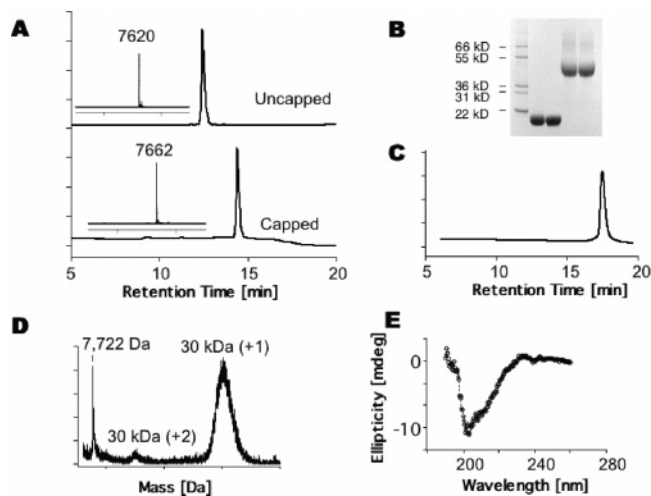 A
7620
Uncapped
7662
Capped
5 10 15 20
Retention Time [min]
B
66 kD
55 kD
36 kD
31 kD
22 kD
C
5 10 15 20
Retention Time [min]
D
7,722 Da
30 kDa (+1)
30 kDa (+2)
Mass [Da]
E
Ellipticity [mdeg]
0
-10
200 240 280
Wavelength [nm]